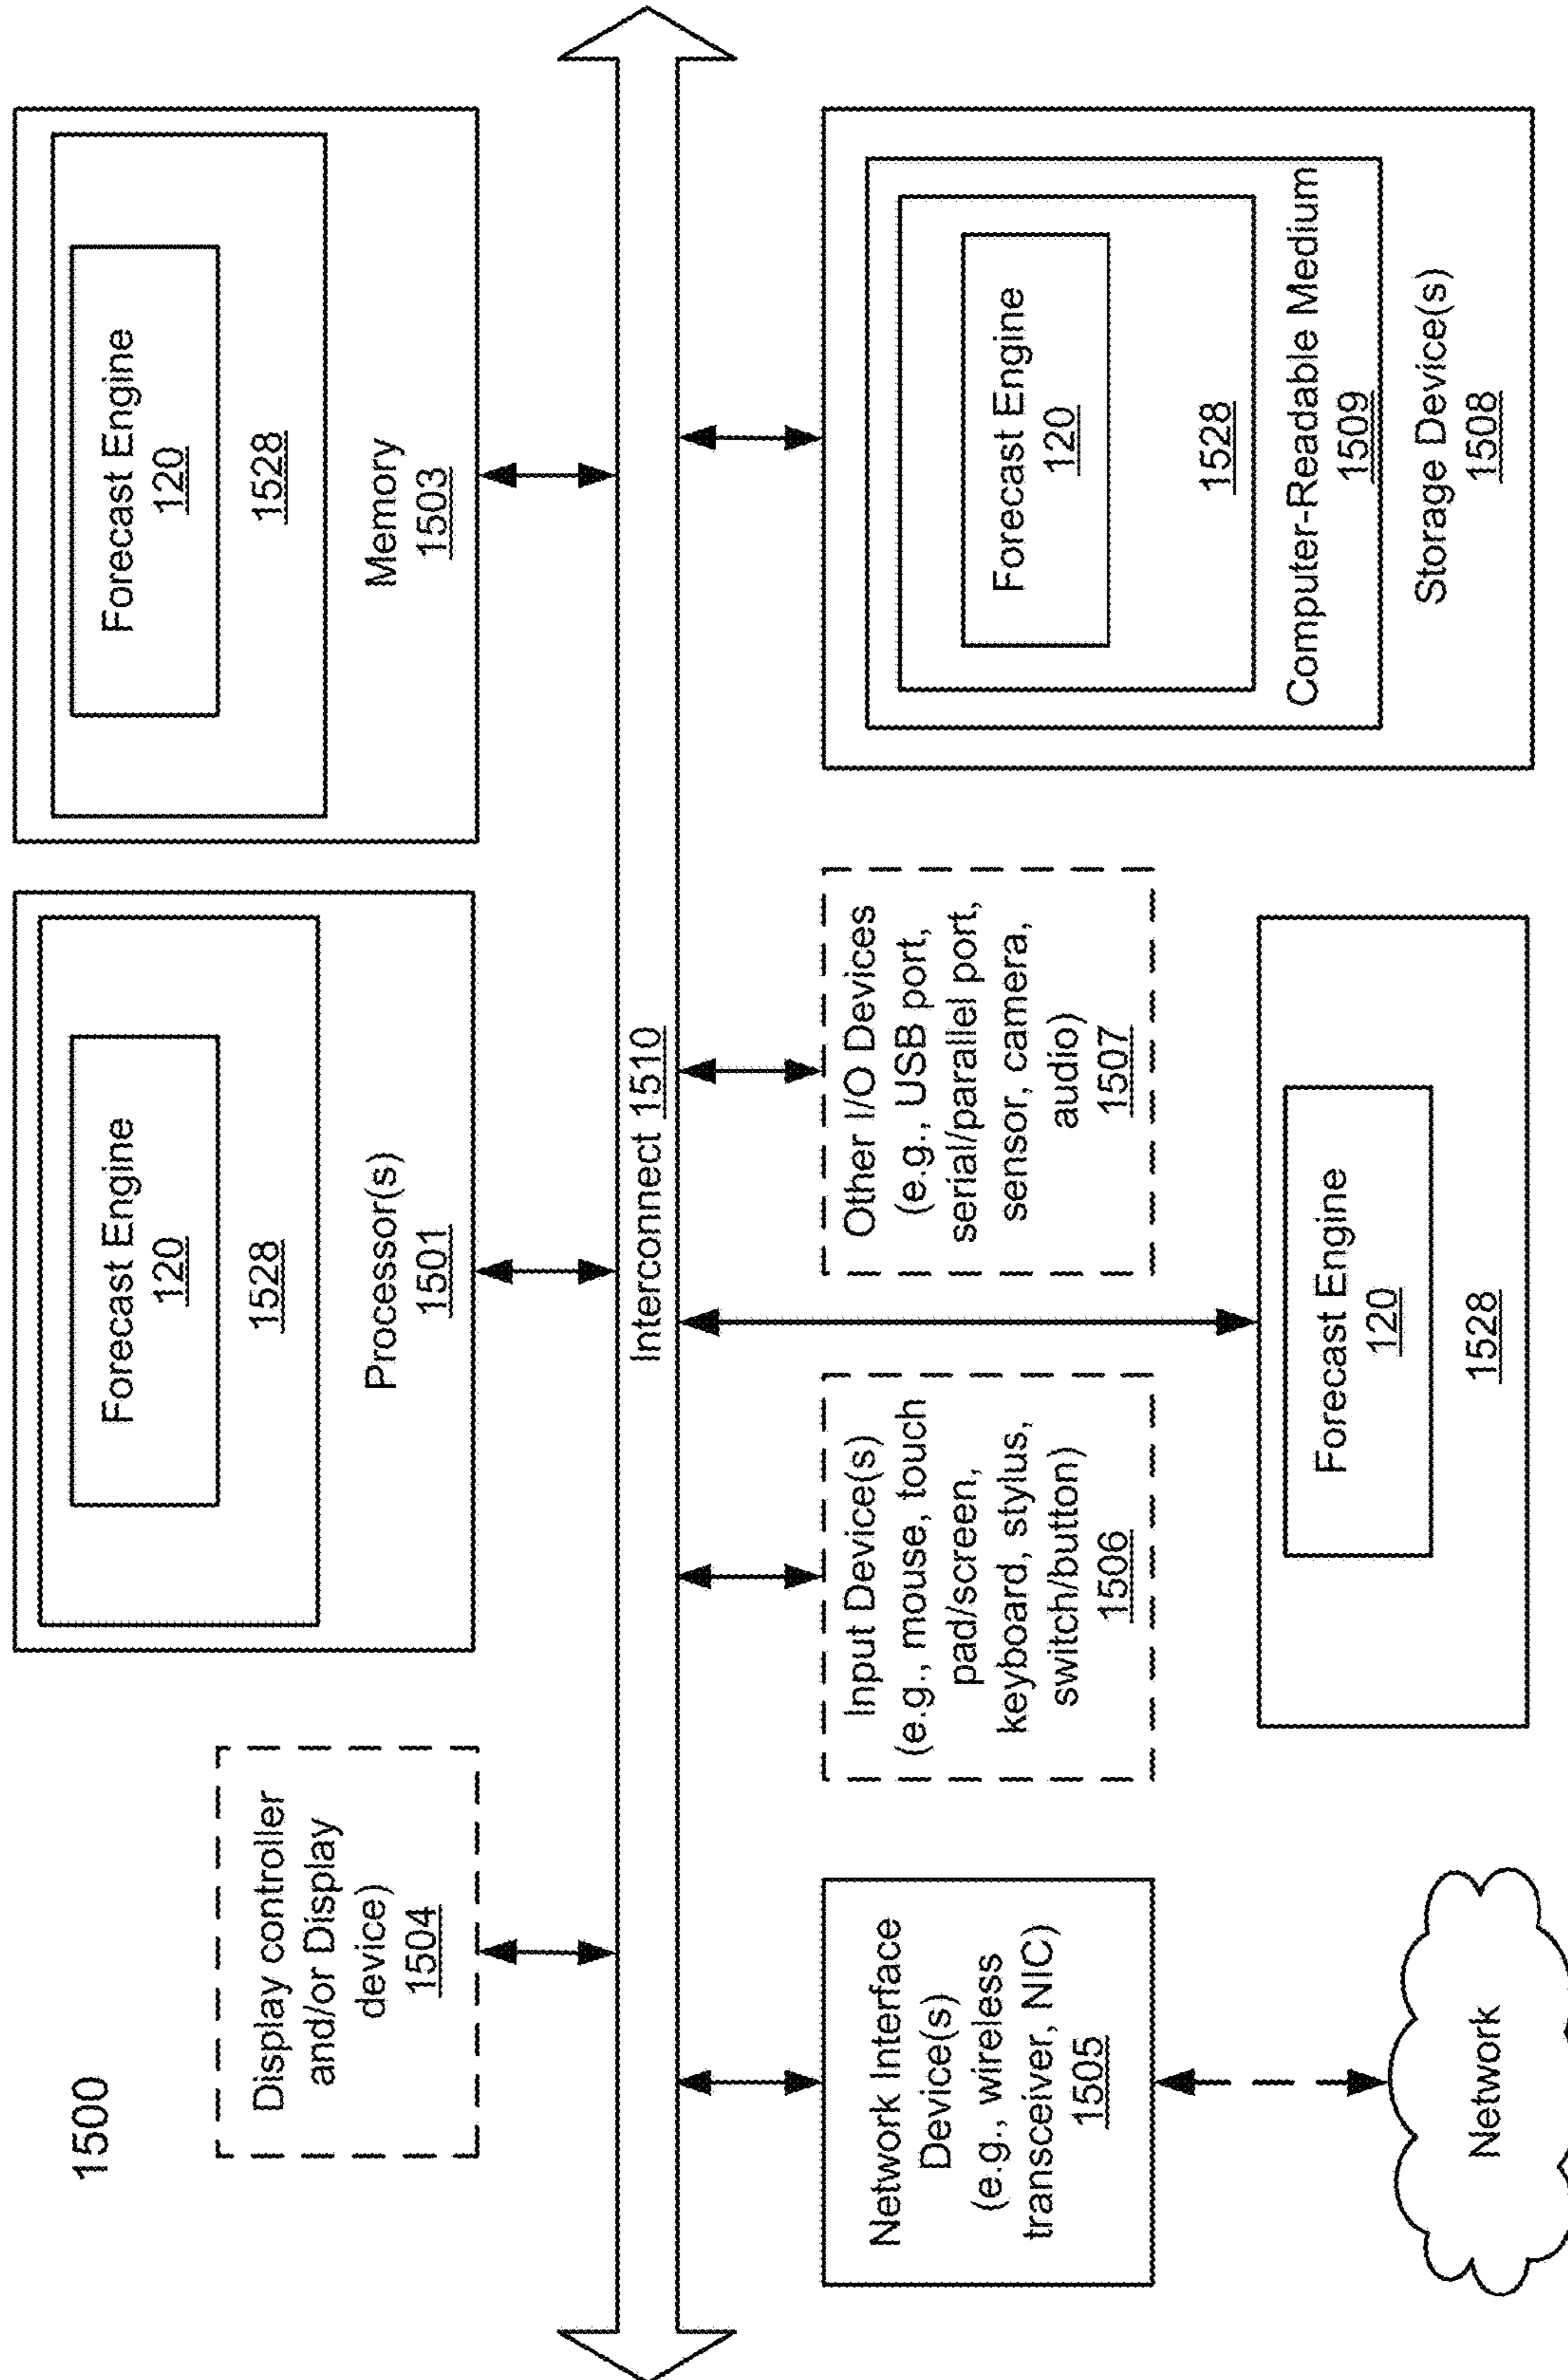 1500
Display controller
and/or Display
device)
1504
Forecast Engine
120
1528
Processor(s)
1501
Forecast Engine
120
1528
Memory
1503
Interconnect 1510
Network Interface
Device(s)
(e.g., wireless
transceiver, NIC)
1505
Network
Input Device(s)
(e.g., mouse, touch
pad/screen,
keyboard, stylus,
switch/button)
1506
Other I/O Devices
(e.g., USB port,
serial/parallel port,
sensor, camera,
audio)
1507
Forecast Engine
120
1528
Forecast Engine
120
1528
Computer-Readable Medium
1509
Storage Device(s)
1508